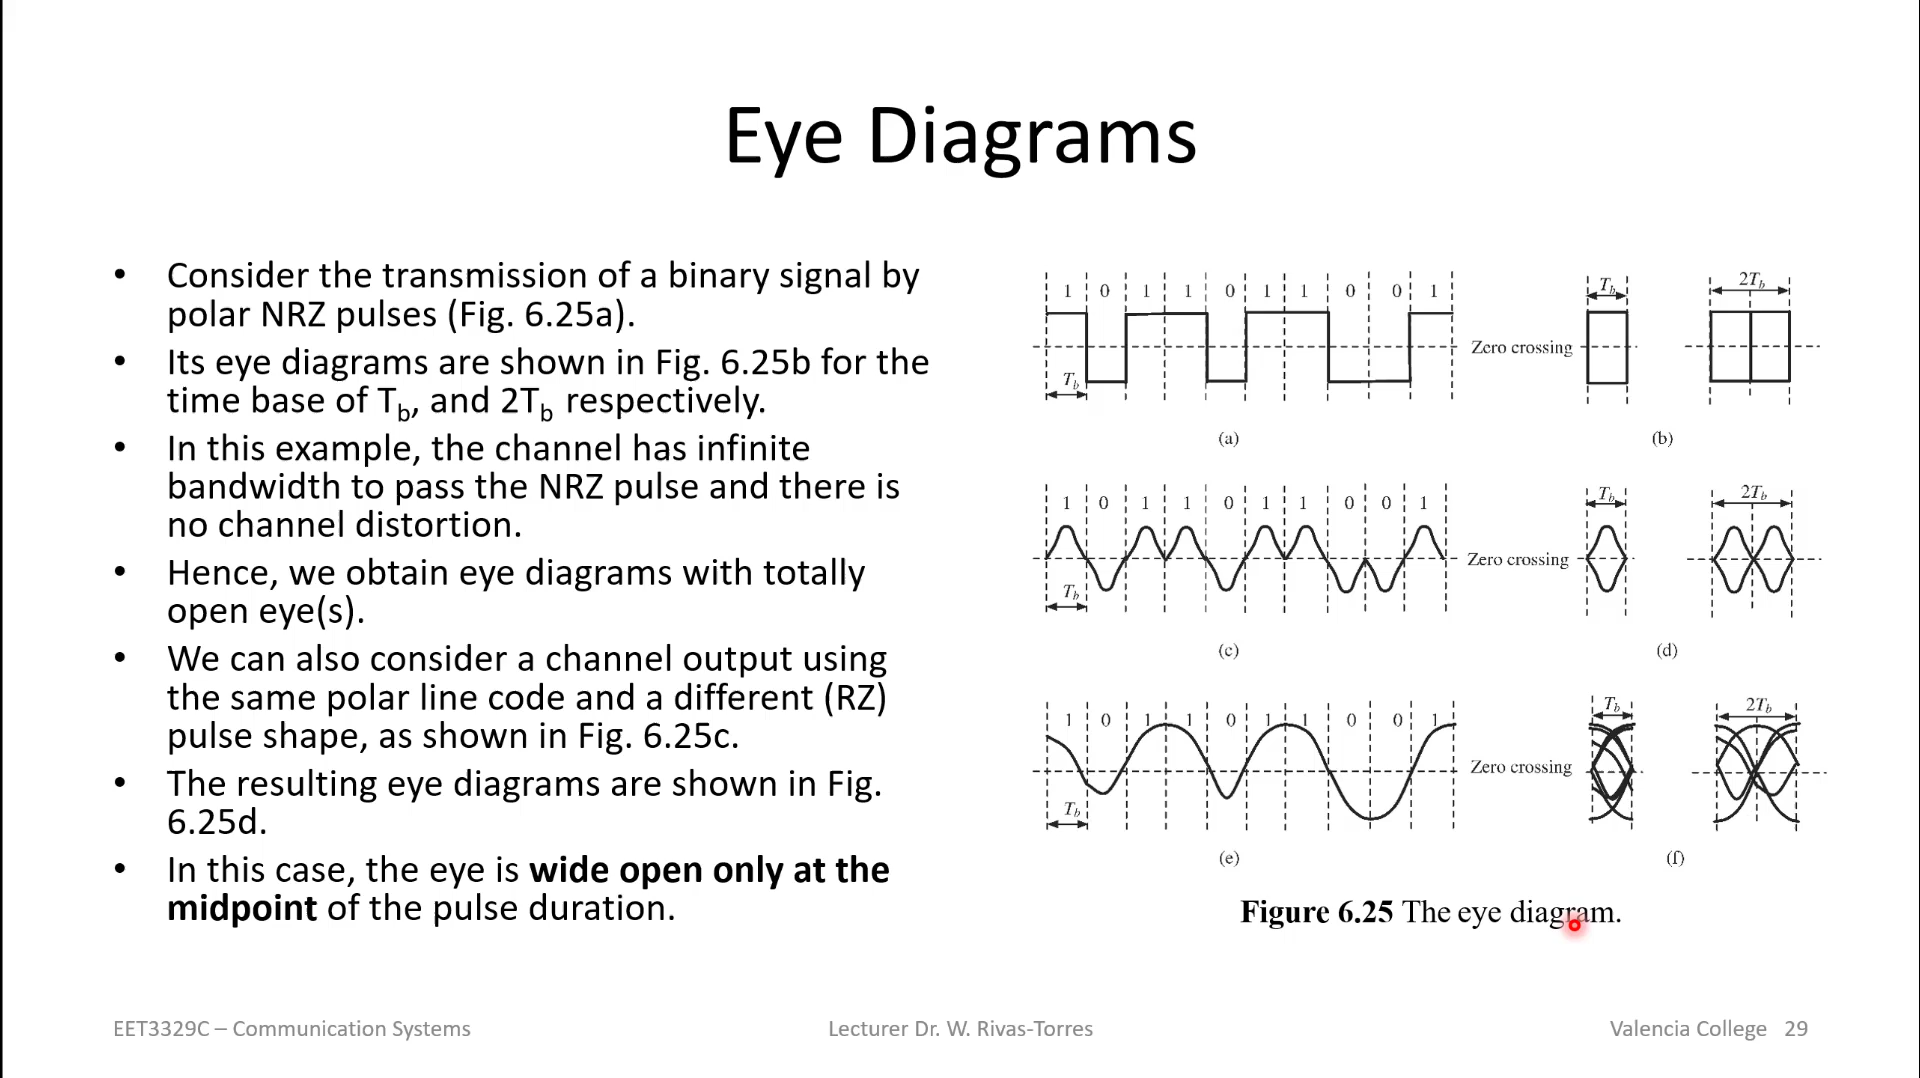 Eye Diagrams
• Consider the transmission of a binary signal by
polar NRZ pulses (Fig. 6.25a).
• Its eye diagrams are shown in Fig. 6.25b for the
time base of Tb, and 2Tb respectively.
• In this example, the channel has infinite
bandwidth to pass the NRZ pulse and there is
no channel distortion.
• Hence, we obtain eye diagrams with totally
open eye(s).
• We can also consider a channel output using
the same polar line code and a different (RZ)
pulse shape, as shown in Fig. 6.25c.
• The resulting eye diagrams are shown in Fig.
6.25d.
• In this case, the eye is wide open only at the
midpoint of the pulse duration.
1 0 1 1 0 1 1 0 0 1
Tb
Zero crossing
Tb
2Tb
(a)
(b)
1 0 1 1 0 1 1 0 0 1
Tb
Zero crossing
Tb
2Tb
(c)
(d)
1 0 1 1 0 1 1 0 0 1
Tb
Zero crossing
Tb
2Tb
(e)
(f)
Figure 6.25 The eye diagram.
EET3329C – Communication Systems
Lecturer Dr. W. Rivas-Torres
Valencia College 29